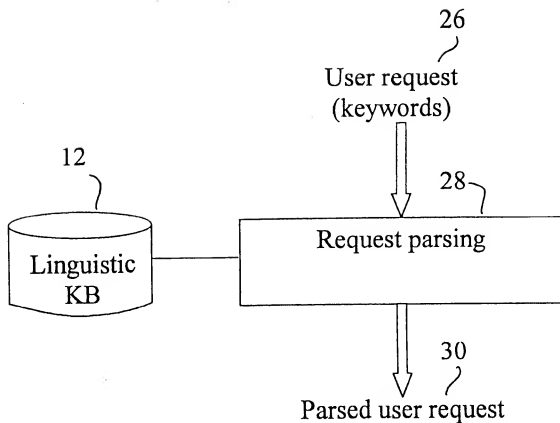 26
User request
(keywords)
12
28
Linguistic
KB
Request parsing
30
Parsed user request